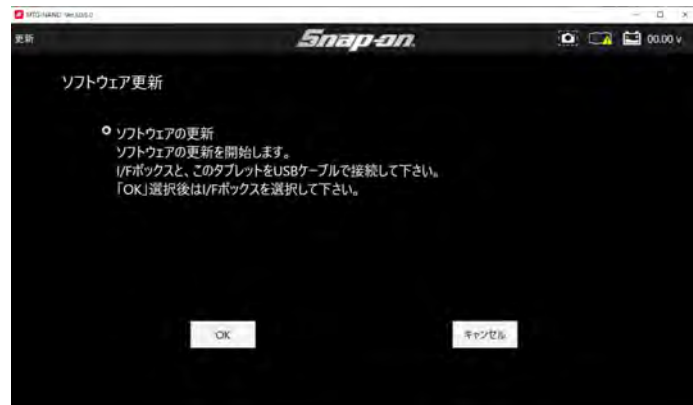 更新
Snap-on
00.00 v
ソフトウェア更新
ソフトウェアの更新
ソフトウェアの更新を開始します。
I/Fボックスと、このタブレットをUSBケーブルで接続して下さい。
「OK」選択後はI/Fボックスを選択して下さい。
OK
キャンセル